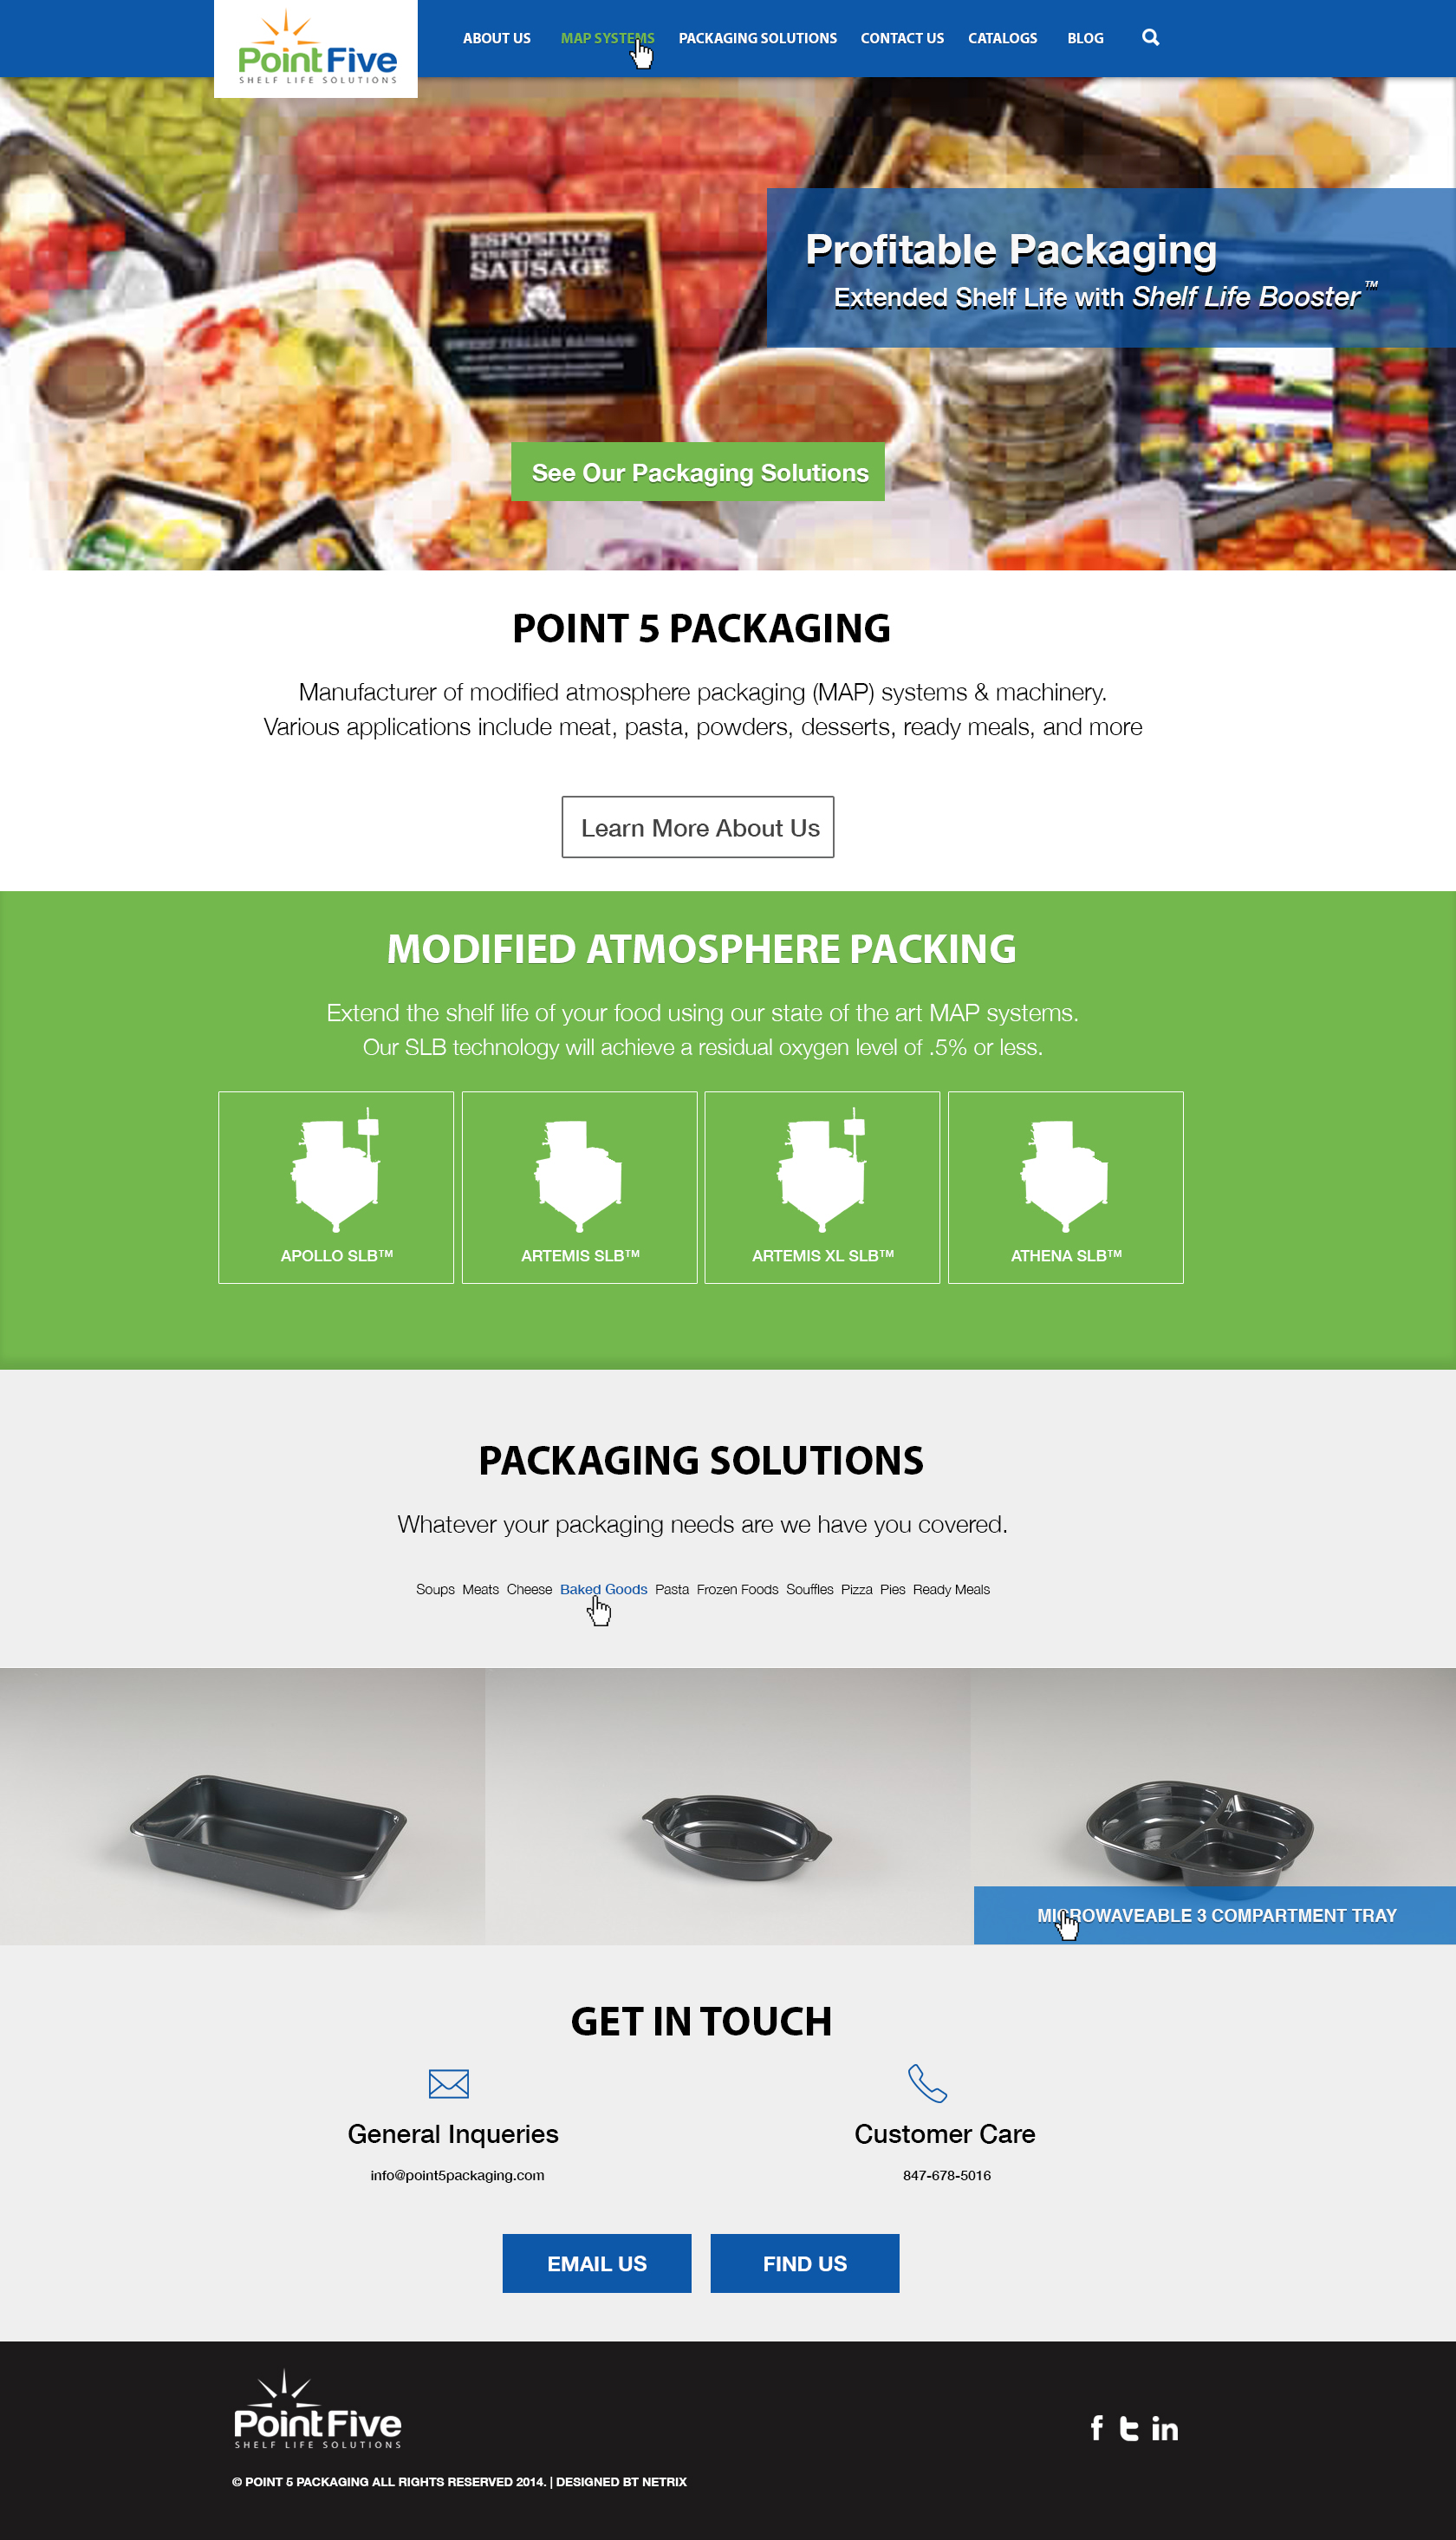 PointFive
SHELF LIFE SOLUTIONS
ABOUT US MAP SYSTEMS PACKAGING SOLUTIONS CONTACT US CATALOGS BLOG
ESPOSITO'S
FINEST QUALITY
SAUSAGE
SWEET ITALIAN SAUSAGE
Profitable Packaging
Extended Shelf Life with Shelf Life Booster™
See Our Packaging Solutions
POINT 5 PACKAGING
Manufacturer of modified atmosphere packaging (MAP) systems & machinery.
Various applications include meat, pasta, powders, desserts, ready meals, and more
Learn More About Us
MODIFIED ATMOSPHERE PACKING
Extend the shelf life of your food using our state of the art MAP systems.
Our SLB technology will achieve a residual oxygen level of .5% or less.
APOLLO SLB™ ARTEMIS SLB™ ARTEMIS XL SLB™ ATHENA SLB™
PACKAGING SOLUTIONS
Whatever your packaging needs are we have you covered.
Soups Meats Cheese Baked Goods Pasta Frozen Foods Souffles Pizza Pies Ready Meals
MICROWAVEABLE 3 COMPARTMENT TRAY
GET IN TOUCH
General Inqueries Customer Care
info@point5packaging.com 847-678-5016
EMAIL US FIND US
PointFive
SHELF LIFE SOLUTIONS
© POINT 5 PACKAGING ALL RIGHTS RESERVED 2014. | DESIGNED BT NETRIX